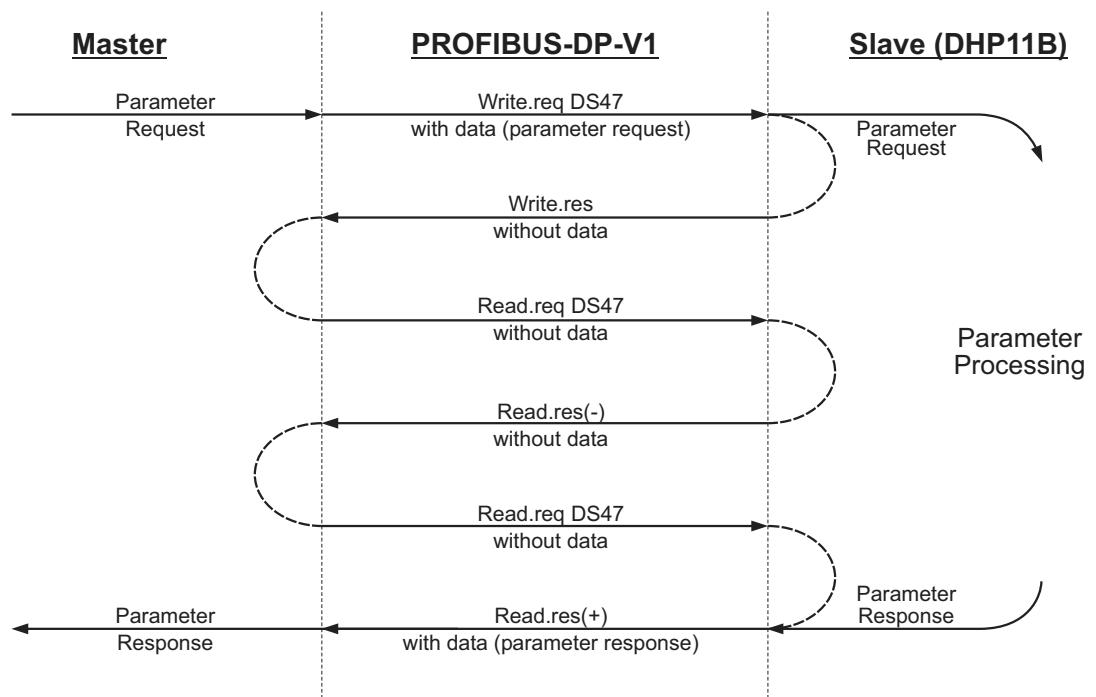 Master
PROFIBUS-DP-V1
Slave (DHP11B)
Parameter
Request
Write.req DS47
with data (parameter request)
Parameter
Request
Write.res
without data
Read.req DS47
without data
Parameter
Processing
Read.res(-)
without data
Read.req DS47
without data
Parameter
Response
Read.res(+)
with data (parameter response)
Parameter
Response